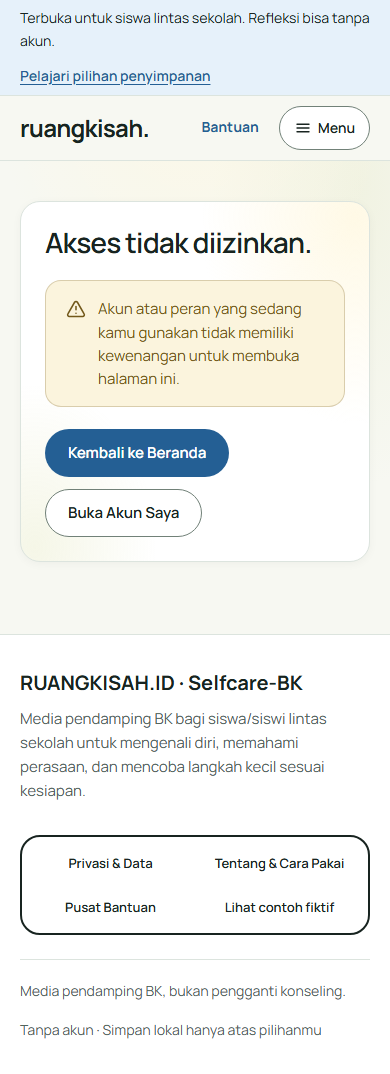 Terbuka untuk siswa lintas sekolah. Refleksi bisa tanpa
akun.
Pelajari pilihan penyimpanan
ruangkisah.
Bantuan
Menu
Akses tidak diizinkan.
Akun atau peran yang sedang
kamu gunakan tidak memiliki
kewenangan untuk membuka
halaman ini.
Kembali ke Beranda
Buka Akun Saya
RUANGKISAH.ID · Selfcare-BK
Media pendamping BK bagi siswa/siswi lintas
sekolah untuk mengenali diri, memahami
perasaan, dan mencoba langkah kecil sesuai
kesiapan.
Privasi & Data
Tentang & Cara Pakai
Pusat Bantuan
Lihat contoh fiktif
Media pendamping BK, bukan pengganti konseling.
Tanpa akun · Simpan lokal hanya atas pilihanmu